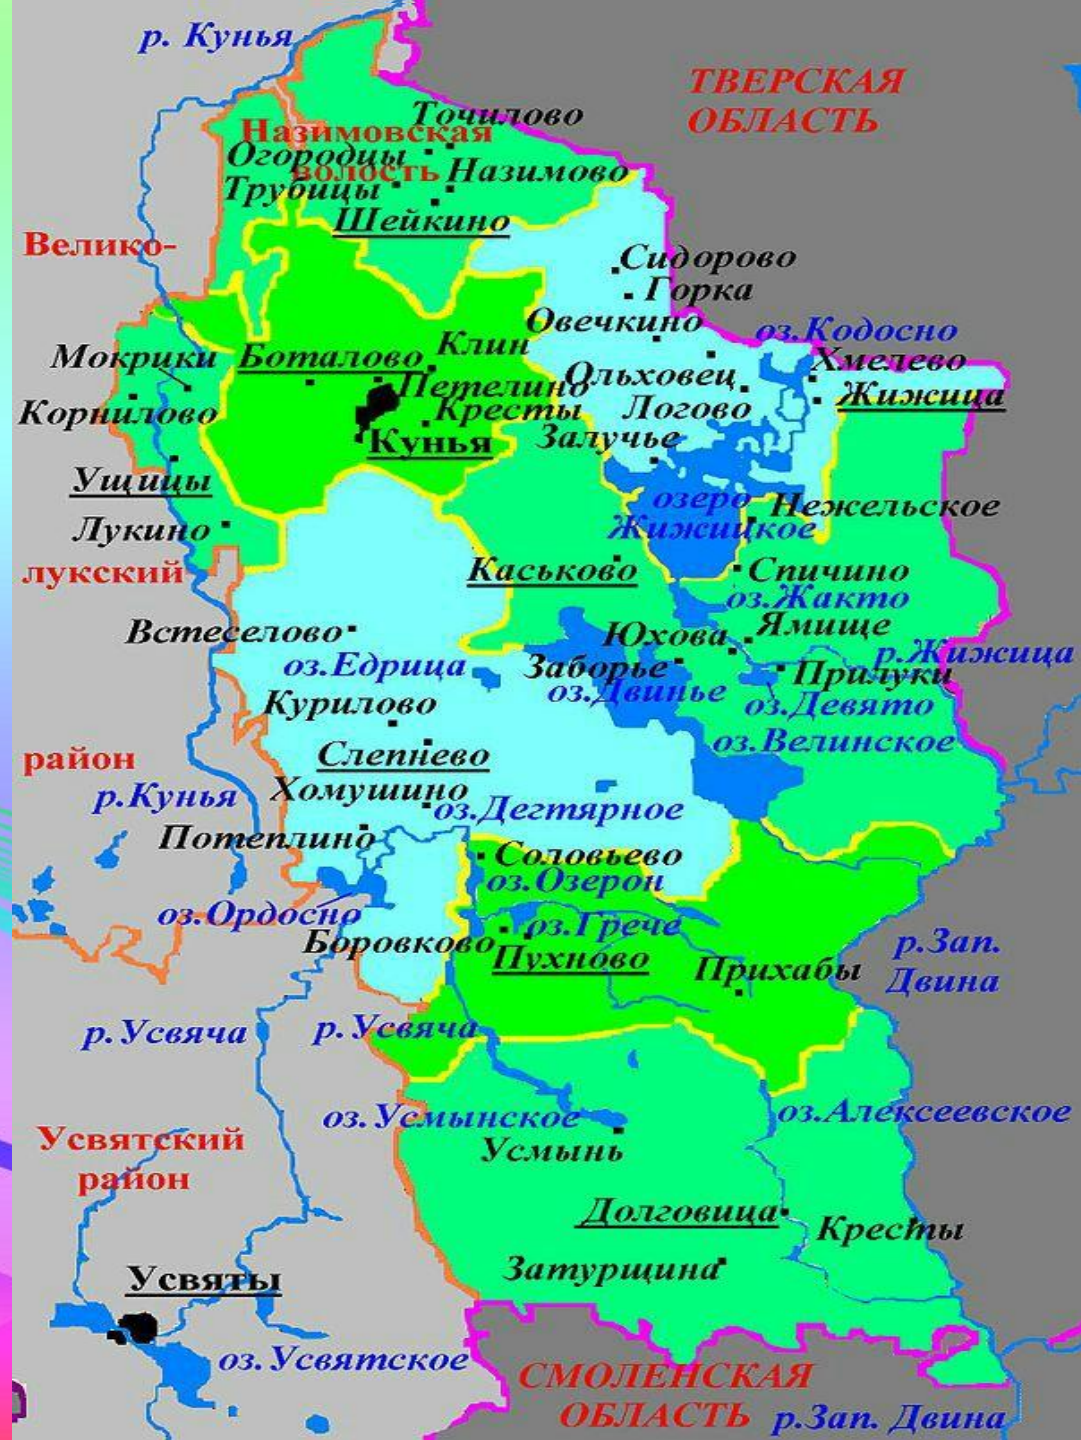 р. Кунья
ТВЕРСКАЯ
ОБЛАСТЬ
Точилово
Назимовская
волость
Огородцы
Назимово
Трубицы
Шейкино
Велико-
Сидорово
Горка
Овечкино
оз.Кодосно
Мокрики
Боталово
Клин
Хмелево
Петелино
Ольховец
Жижица
Корнилово
Кресты
Логово
Кунья
Залучье
Ущицы
озеро
Жижицкое
Нежельское
Лукино
лукский
Каськово
Спичино
оз.Жакто
Встеселово
Юхова
Ямище
р.Жижица
оз.Едрица
Заборье
Прилуки
оз.Двинье
оз.Девято
Курилово
оз.Велинское
Слепнево
район
Хомушино
р.Кунья
оз.Дегтярное
Потеплино
Соловьево
оз.Озерон
оз.Ордосно
оз.Грече
Боровково
Пухново
Прихабы
р.Зап.
Двина
р.Усвяча
р.Усвяча
оз.Усмынское
оз.Алексеевское
Усвятский
район
Усмынь
Долговица
Кресты
Затурщина
Усвяты
оз.Усвятское
СМОЛЕНСКАЯ
ОБЛАСТЬ
р.Зап. Двина